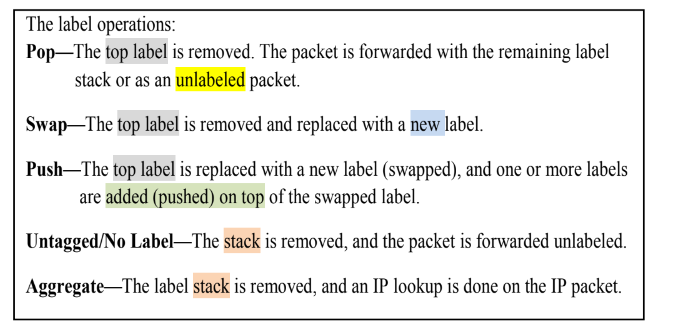 The label operations:
Pop—The top label is removed. The packet is forwarded with the remaining label
stack or as an unlabeled packet.
Swap—The top label is removed and replaced with a new label.
Push—The top label is replaced with a new label (swapped), and one or more labels
are added (pushed) on top of the swapped label.
Untagged/No Label—The stack is removed, and the packet is forwarded unlabeled.
Aggregate—The label stack is removed, and an IP lookup is done on the IP packet.